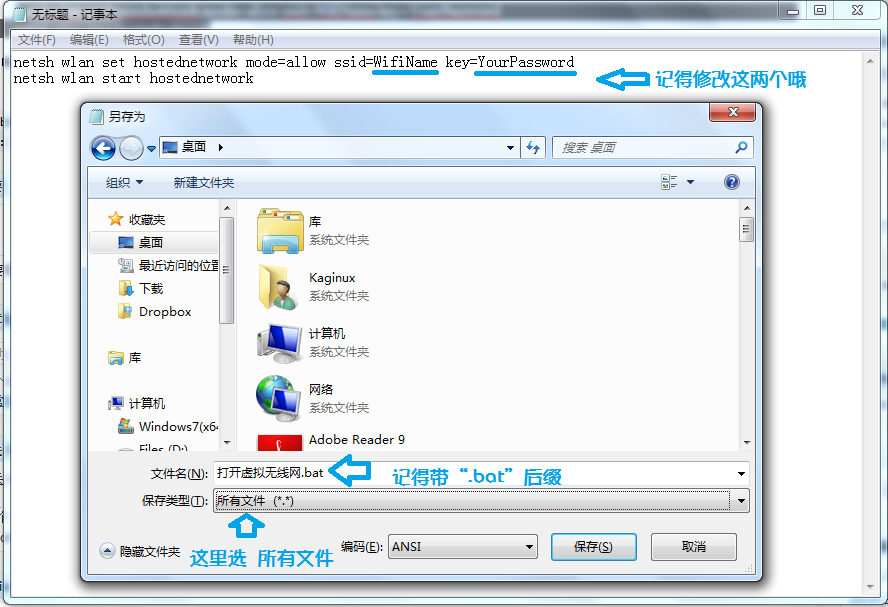 无标题 - 记事本
文件(F) 编辑(E) 格式(O) 查看(V) 帮助(H)
netsh wlan set hostednetwork mode=allow ssid=WifiName key=YourPassword
netsh wlan start hostednetwork
记得修改这两个哦
另存为
桌面
搜索 桌面
组织 新建文件夹
收藏夹
桌面
最近访问的位置
下载
Dropbox
库
计算机
Windows7(x64
Files (D:)
库
系统文件夹
Kaginux
系统文件夹
计算机
系统文件夹
网络
系统文件夹
Adobe Reader 9
文件名(N): 打开虚拟无线网.bat
记得带“.bat”后缀
保存类型(T): 所有文件 (*.*)
这里选 所有文件
隐藏文件夹 编码(E): ANSI 保存(S) 取消